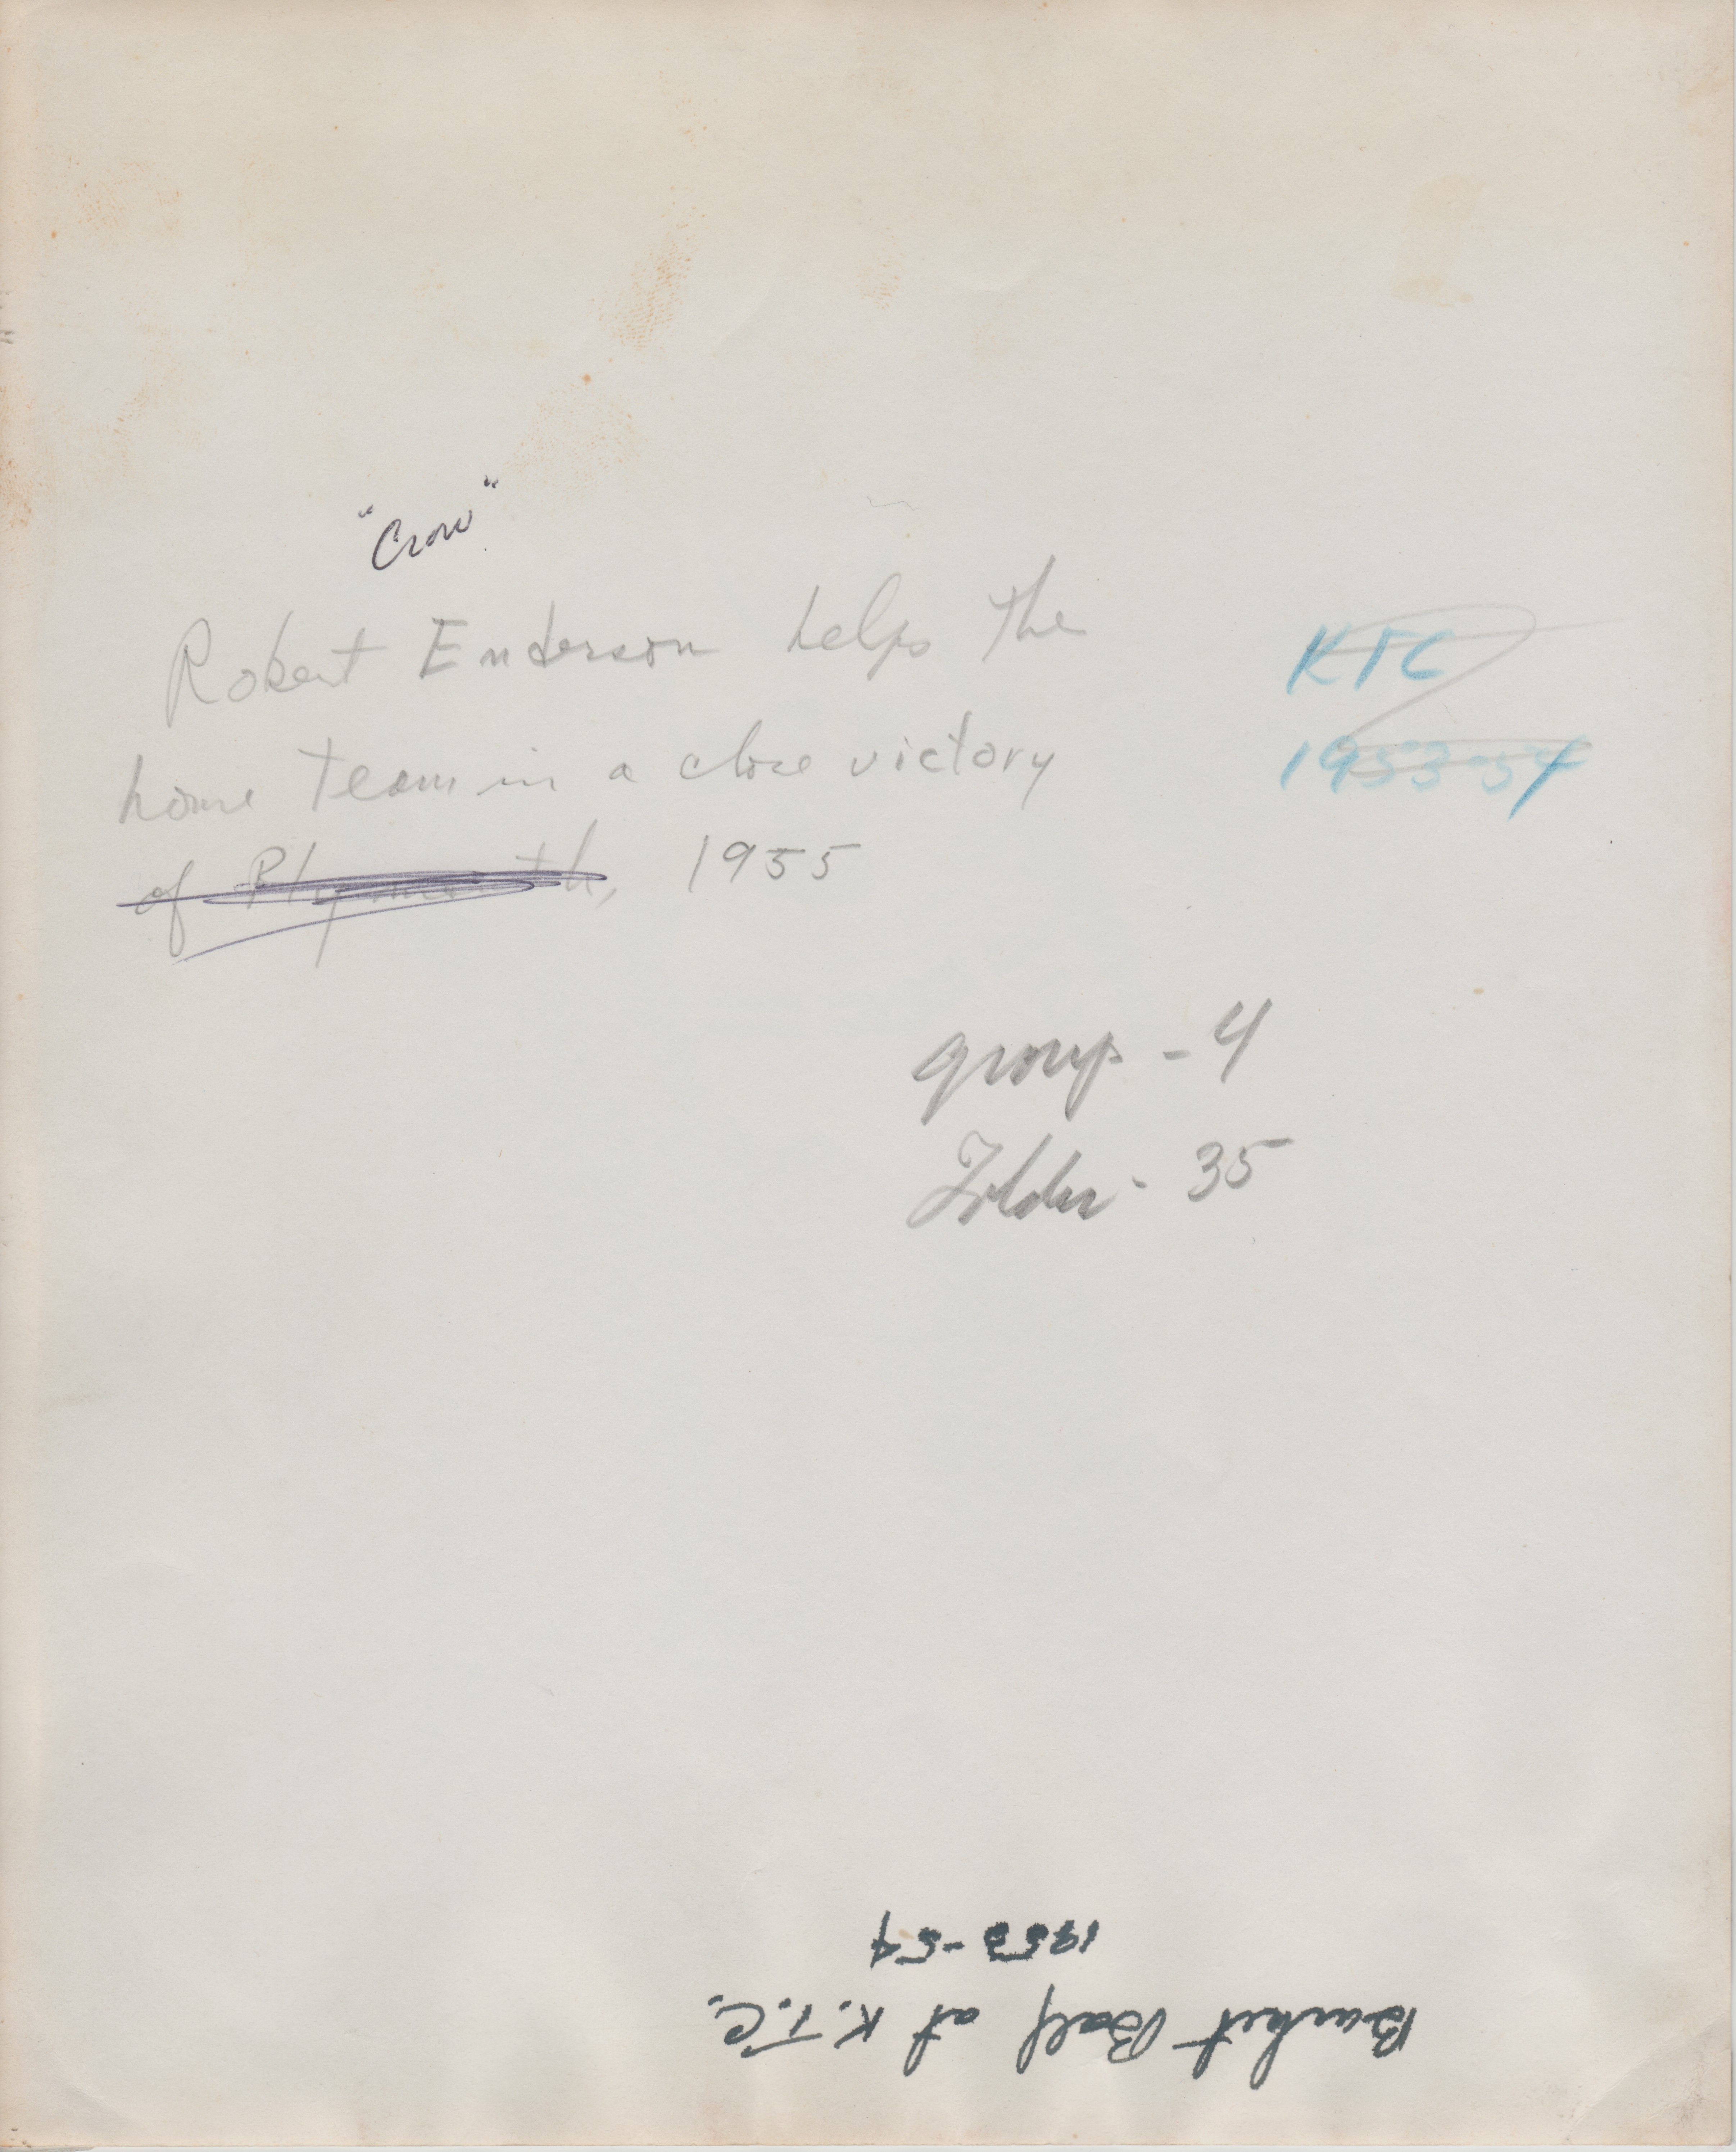 "Crow"
Robert Enderson helps the
home team in a close victory
of Plymouth, 1955
KTC
1953-54
group - 4
Folder - 35
Basket Ball at K.T.C.
1953-54